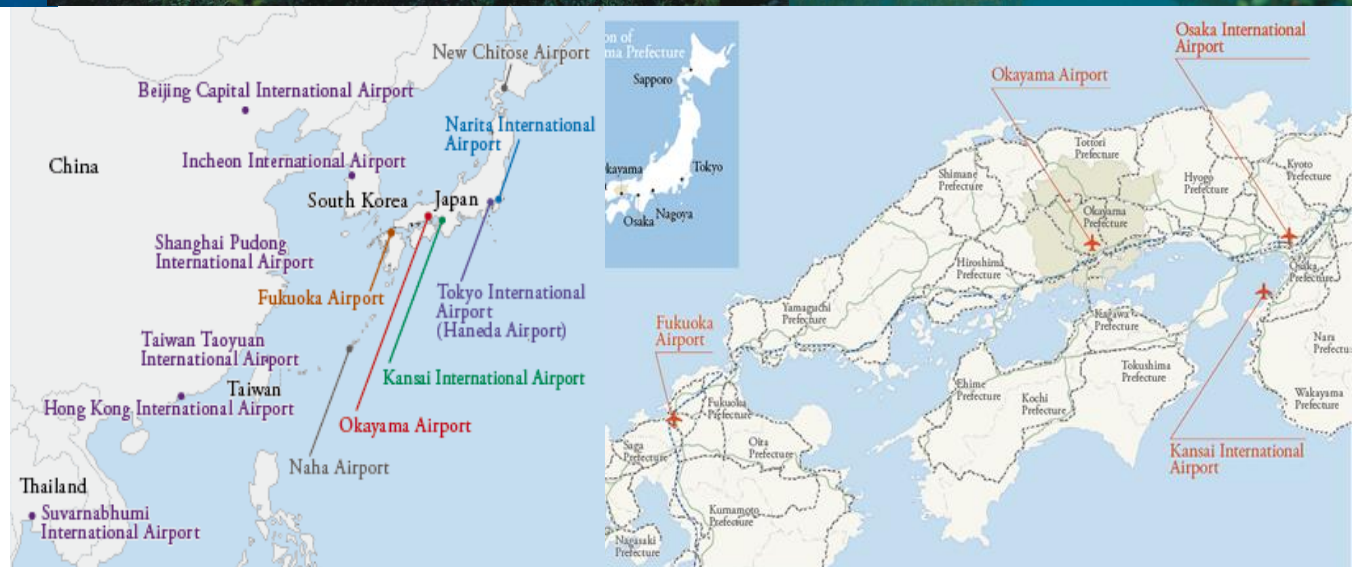 New Chitose Airport
Beijing Capital International Airport
Narita International
Airport
China
Incheon International Airport
South Korea
Japan
Shanghai Pudong
International Airport
Fukuoka Airport
Tokyo International
Airport
(Haneda Airport)
Taiwan Taoyuan
International Airport
Kansai International Airport
Taiwan
Hong Kong International Airport
Okayama Airport
Naha Airport
Thailand
Suvarnabhumi
International Airport
on of
ma Prefecture
Sapporo
kayama
Tokyo
Nagoya
Osaka
Osaka International
Airport
Okayama Airport
Tottori
Prefecture
Shimane
Prefecture
Hyogo
Prefecture
Kyoto
Prefecture
Okayama
Prefecture
Hiroshima
Prefecture
Osaka
Prefecture
Yamaguchi
Prefecture
Fukuoka
Airport
Kagawa
Prefecture
Nara
Prefectu
Tokushima
Prefecture
Ehime
Prefecture
Kochi
Prefecture
Wakayama
Prefecture
Fukuoka
Prefecture
Saga
Prefecture
Oita
Prefecture
Kansai International
Airport
Kumamoto
Prefecture
Nagasaki
Prefecture